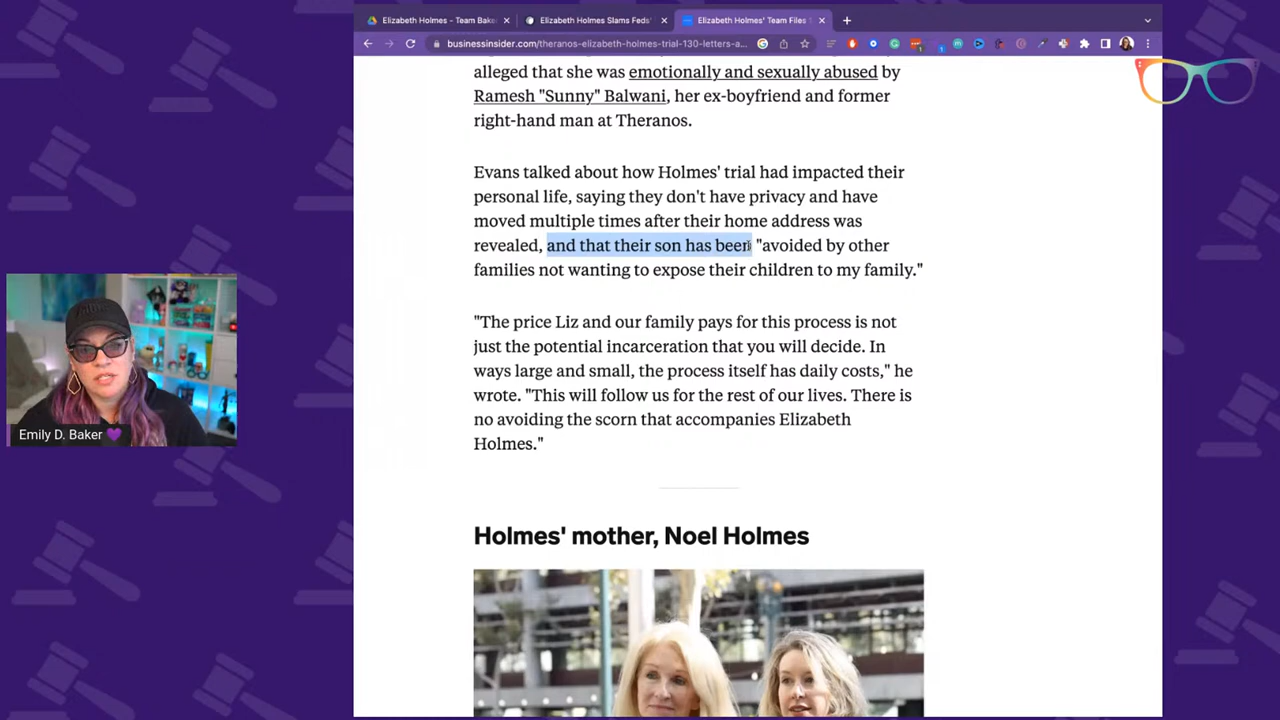 Elizabeth Holmes - Team Bake
Elizabeth Holmes Slams Feds'
Elizabeth Holmes' Team Files
businessinsider.com/theranos-elizabeth-holmes-trial-130-letters-a...
alleged that she was emotionally and sexually abused by
Ramesh "Sunny" Balwani, her ex-boyfriend and former
right-hand man at Theranos.
Evans talked about how Holmes' trial had impacted their
personal life, saying they don't have privacy and have
moved multiple times after their home address was
revealed, and that their son has been "avoided by other
families not wanting to expose their children to my family."
"The price Liz and our family pays for this process is not
just the potential incarceration that you will decide. In
ways large and small, the process itself has daily costs," he
wrote. "This will follow us for the rest of our lives. There is
no avoiding the scorn that accompanies Elizabeth
Holmes."
Emily D. Baker 💜
Holmes' mother, Noel Holmes